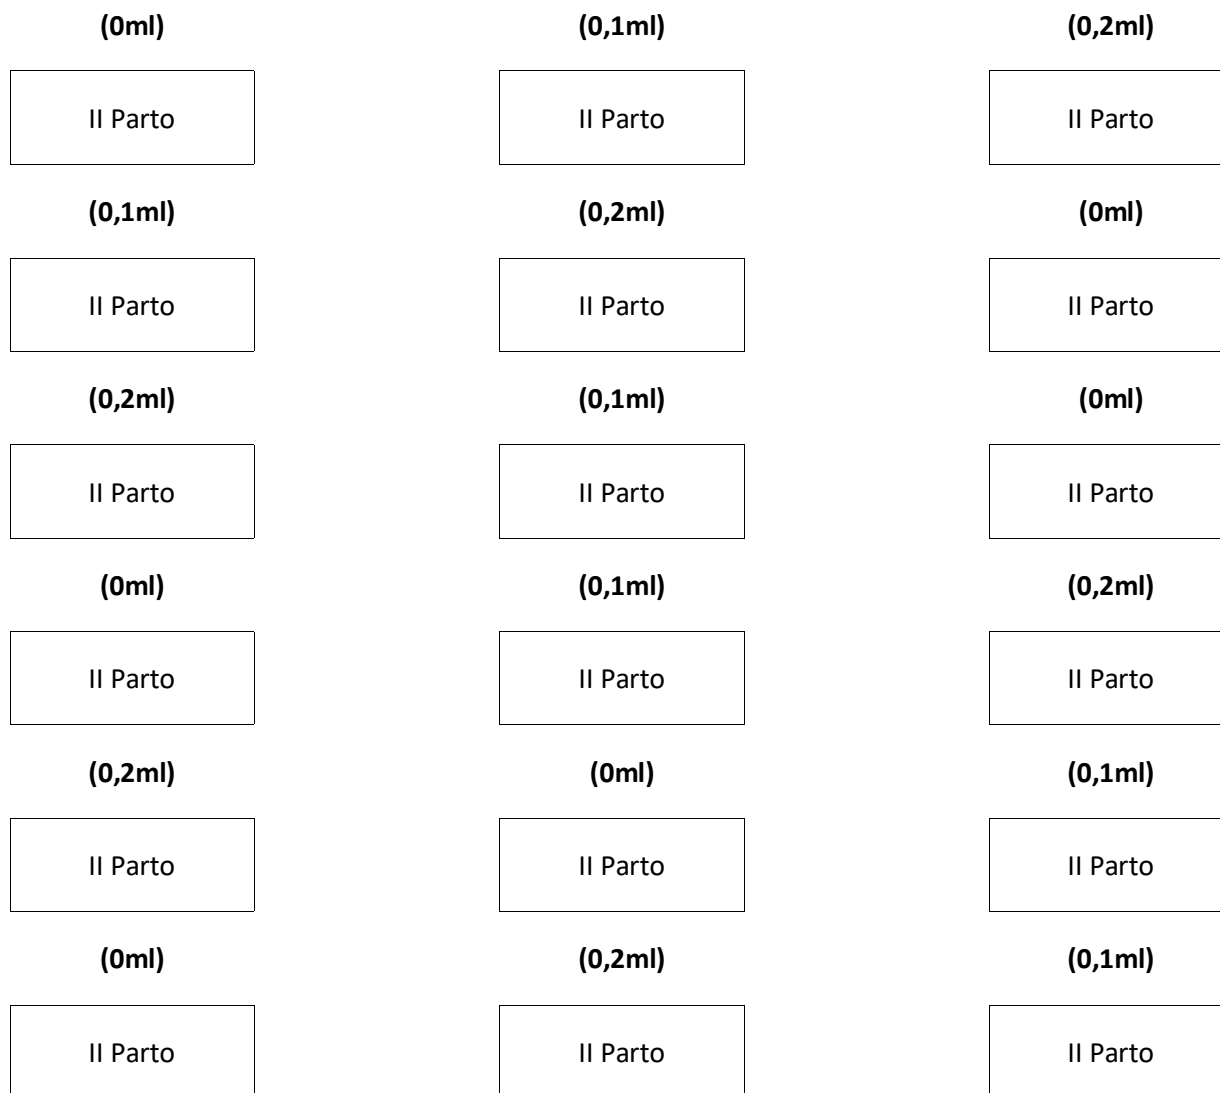 (0ml) (0,1ml) (0,2ml)
II Parto II Parto II Parto
(0,1ml) (0,2ml) (0ml)
II Parto II Parto II Parto
(0,2ml) (0,1ml) (0ml)
II Parto II Parto II Parto
(0ml) (0,1ml) (0,2ml)
II Parto II Parto II Parto
(0,2ml) (0ml) (0,1ml)
II Parto II Parto II Parto
(0ml) (0,2ml) (0,1ml)
II Parto II Parto II Parto